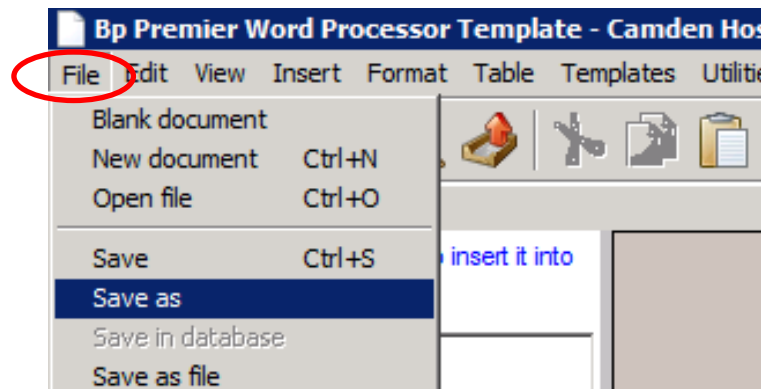 Bp Premier Word Processor Template - Camden Hos
File Edit View Insert Format Table Templates Utilitie
Blank document
New document Ctrl+N
Open file Ctrl+O
Save Ctrl+S
insert it into
Save as
Save in database
Save as file